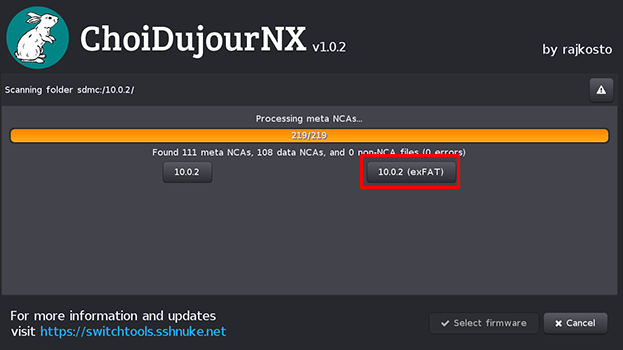 ChoiDujourNX v1.0.2
by rajkosto
Scanning folder sdmc:/10.0.2/
Processing meta NCAs...
219/219
Found 111 meta NCAs, 108 data NCAs, and 0 non-NCA files (0 errors)
10.0.2
10.0.2 (exFAT)
For more information and updates
visit https://switchtools.sshnuke.net
Select firmware
Cancel